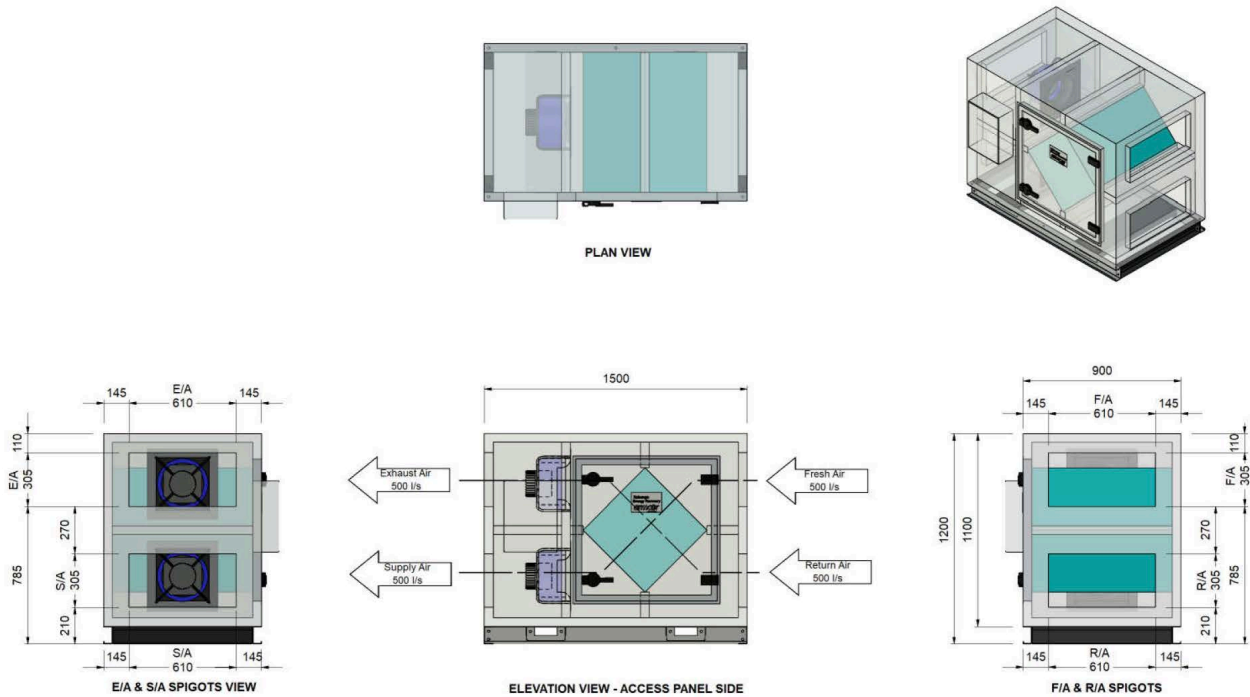 PLAN VIEW
145
E/A
610
145
110
E/A
305
270
785
S/A
305
210
145
S/A
610
145
E/A & S/A SPIGOTS VIEW
1500
Exhaust Air
500 l/s
Fresh Air
500 l/s
Supply Air
500 l/s
Return Air
500 l/s
ELEVATION VIEW - ACCESS PANEL SIDE
900
145
F/A
610
145
1200
1100
110
F/A
305
270
R/A
305
785
210
145
R/A
610
145
F/A & R/A SPIGOTS